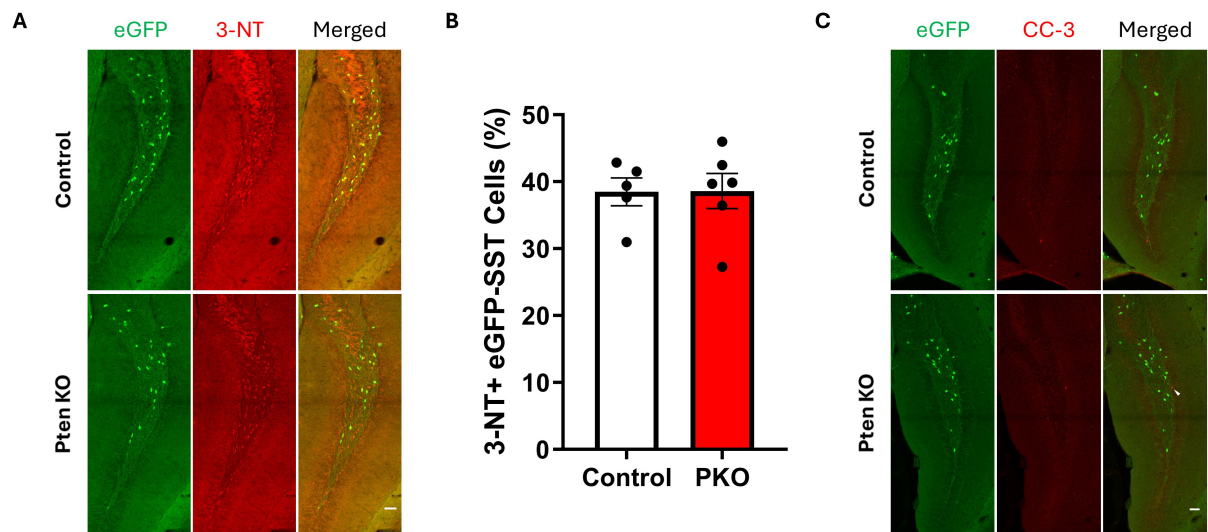 A
eGFP
3-NT
Merged
Control
Pten KO
B
3-NT+ eGFP-SST Cells (%)
50
40
30
20
10
0
Control
PKO
C
eGFP
CC-3
Merged
Control
Pten KO